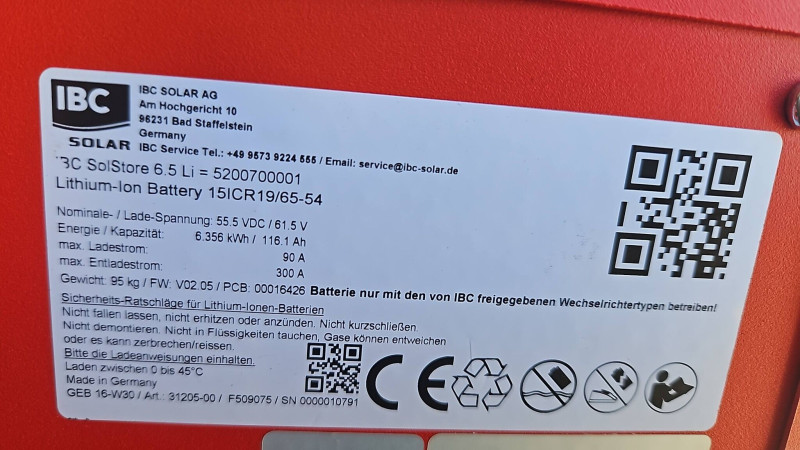 IBC
SOLAR
IBC SOLAR AG
Am Hochgericht 10
96231 Bad Staffelstein
Germany
IBC Service Tel.: +49 9573 9224 555 / Email: service@ibc-solar.de
IBC SolStore 6.5 Li = 5200700001
Lithium-Ion Battery 15ICR19/65-54
Nominale- / Lade-Spannung: 55.5 VDC / 61.5 V
Energie / Kapazität: 6.356 kWh / 116.1 Ah
max. Ladestrom: 90 A
max. Entladestrom: 300 A
Gewicht: 95 kg / FW: V02.05 / PCB: 00016426 Batterie nur mit den von IBC freigegebenen Wechselrichtertypen betreiben!
Sicherheits-Ratschläge für Lithium-Ionen-Batterien
Nicht fallen lassen, nicht erhitzen oder anzünden. Nicht kurzschließen.
Nicht demontieren. Nicht in Flüssigkeiten tauchen, Gase können entweichen
oder es kann zerbrechen/reissen.
Bitte die Ladeanweisungen einhalten.
Laden zwischen 0 bis 45°C
Made in Germany
GEB 16-W30 / Art.: 31205-00 / F509075 / SN 0000010791
CE